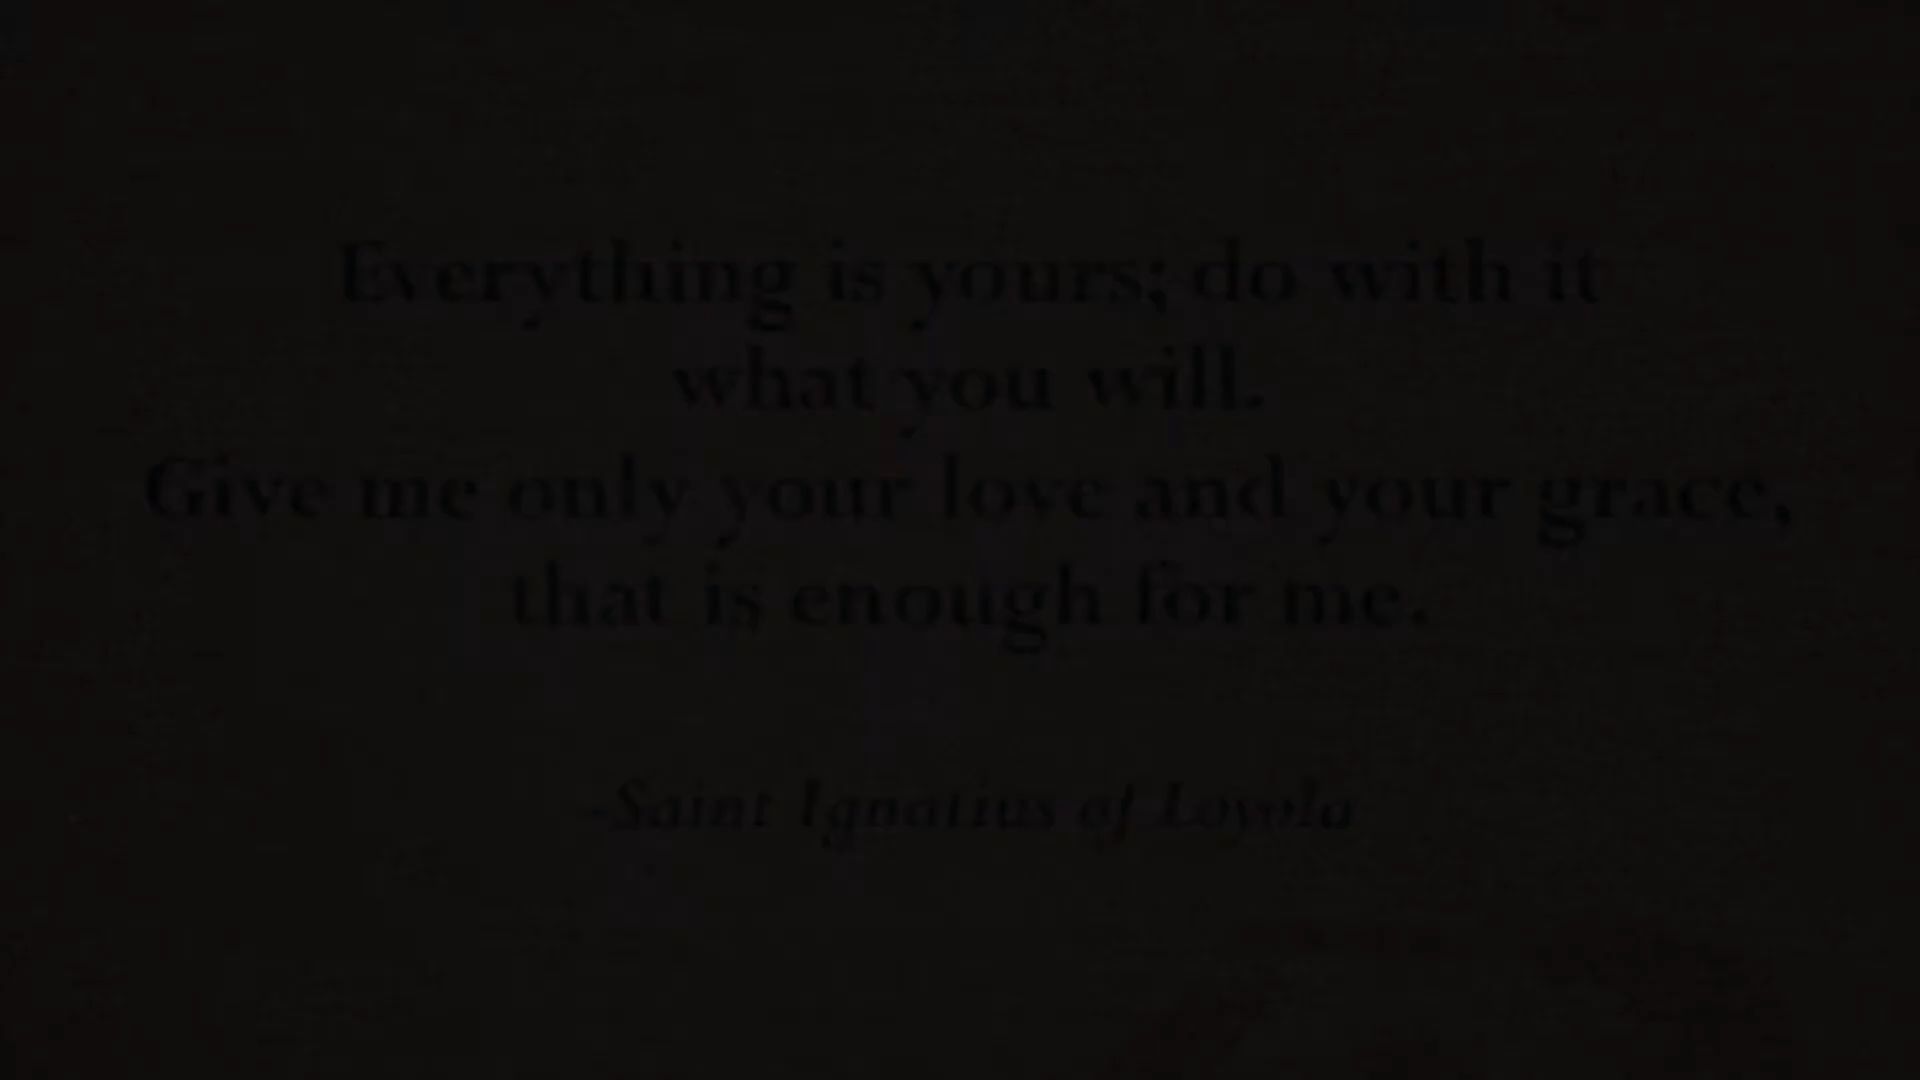 Everything is yours; do with it
what you will.
Give me only your love and your grace,
that is enough for me.
-Saint Ignatius of Loyola